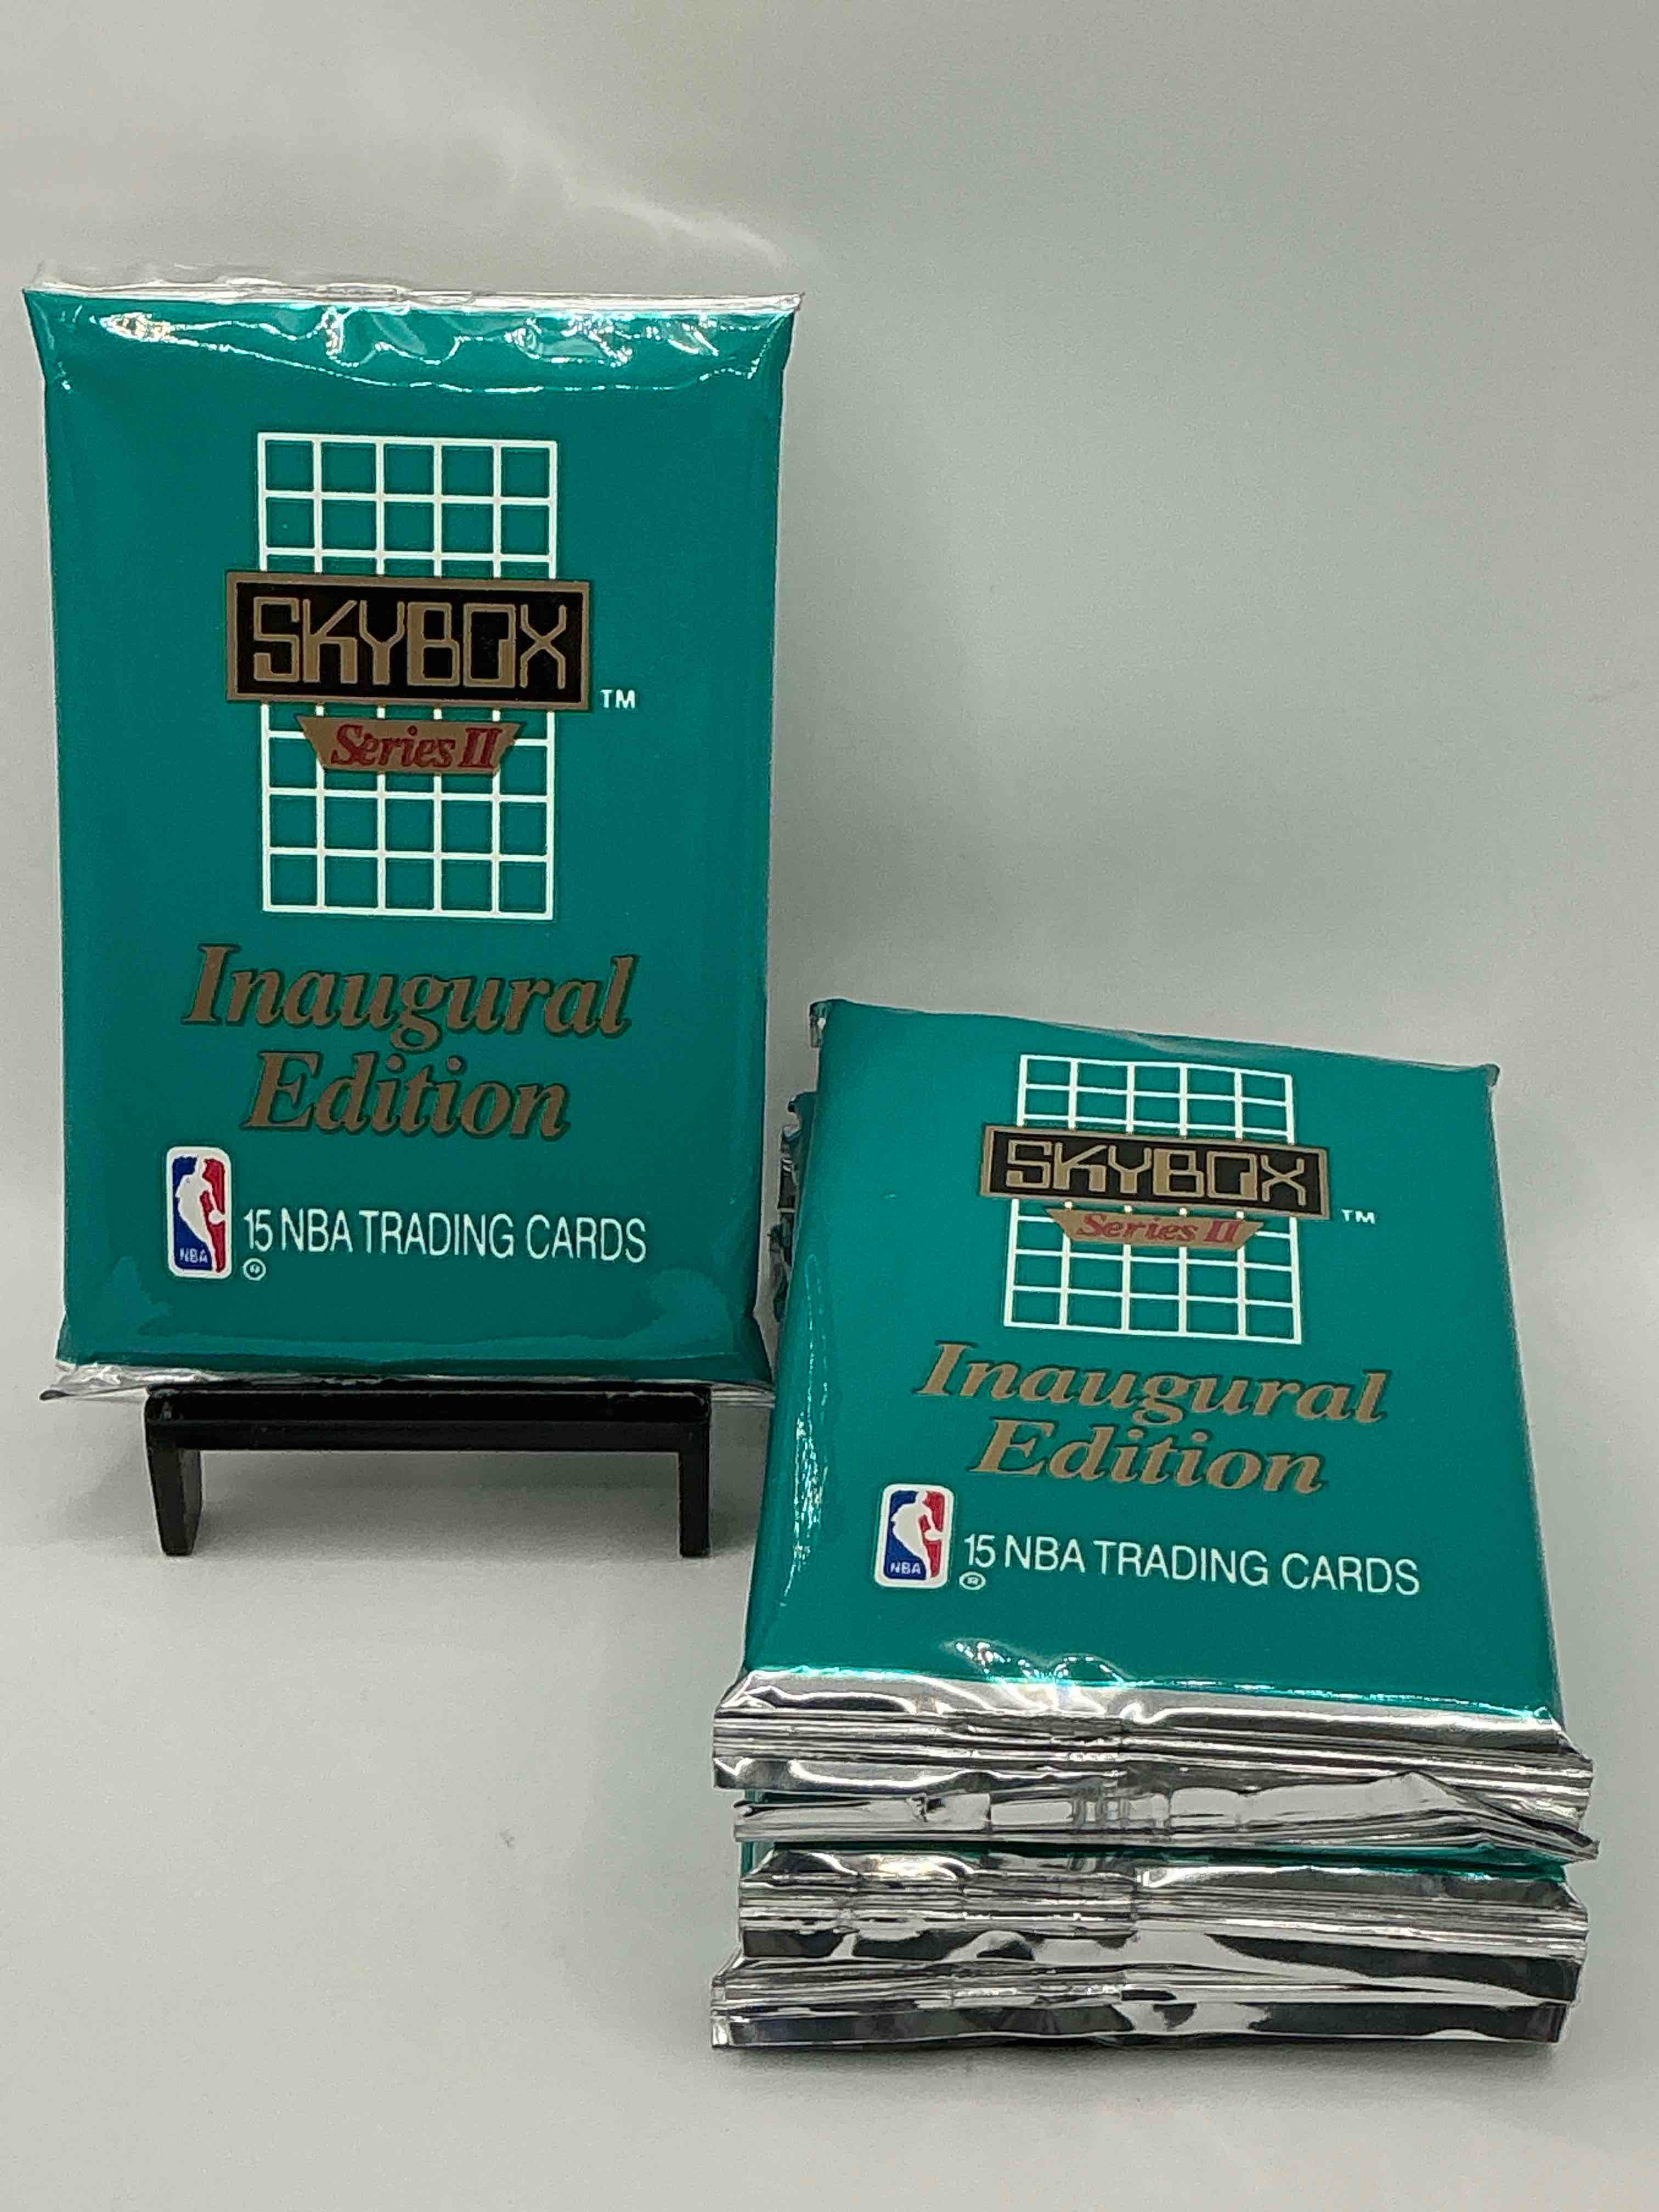 SKYBOX
TM
Series II
Inaugural
Edition
NBA
®
15 NBA TRADING CARDS
SKYBOX
TM
Series II
Inaugural
Edition
NBA
®
15 NBA TRADING CARDS